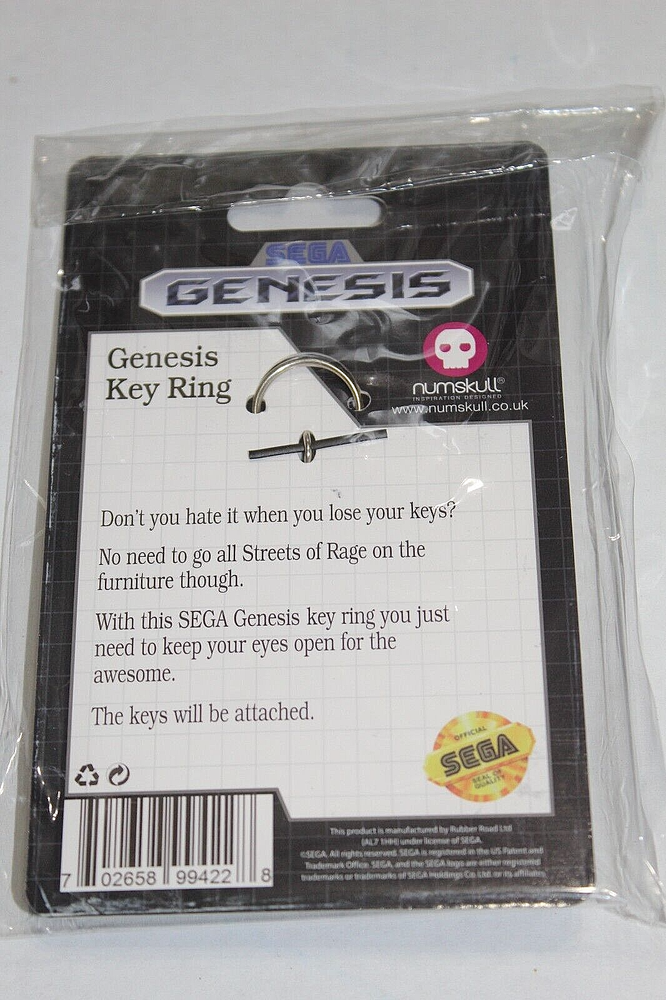 SEGA
GENESIS
Genesis
Key Ring
numskull®
INSPIRATION DESIGNED
www.numskull.co.uk
Don't you hate it when you lose your keys?
No need to go all Streets of Rage on the
furniture though.
With this SEGA Genesis key ring you just
need to keep your eyes open for the
awesome.
The keys will be attached.
OFFICIAL
SEGA
SEAL OF
QUALITY
7 02658 99422 8
This product is manufactured by Rubber Road Ltd
(AL7 1HH) under license of SEGA.
©SEGA. All rights reserved. SEGA is registered in the US Patent and
Trademark Office. SEGA, and the SEGA logo are either registered
trademarks or trademarks of SEGA Holdings Co. Ltd. or its affiliates.